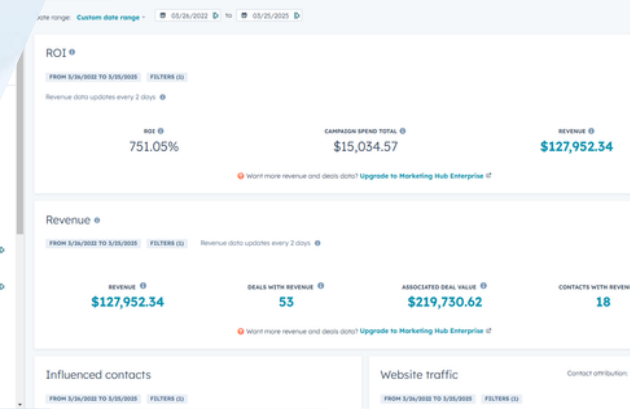 date range: Custom date range 03/26/2022 to 03/25/2025
ROI
FROM 3/26/2022 TO 3/25/2025 FILTERS (1)
Revenue data updates every 2 days
ROI CAMPAIGN SPEND TOTAL REVENUE
751.05% $15,034.57 $127,952.34
Want more revenue and deals data? Upgrade to Marketing Hub Enterprise
Revenue
FROM 3/26/2022 TO 3/25/2025 FILTERS (1) Revenue data updates every 2 days
REVENUE DEALS WITH REVENUE ASSOCIATED DEAL VALUE CONTACTS WITH REVEN
$127,952.34 53 $219,730.62 18
Want more revenue and deals data? Upgrade to Marketing Hub Enterprise
Influenced contacts Website traffic Contact attribution:
FROM 3/26/2022 TO 3/25/2025 FILTERS (1) FROM 3/26/2022 TO 3/25/2025 FILTERS (1)